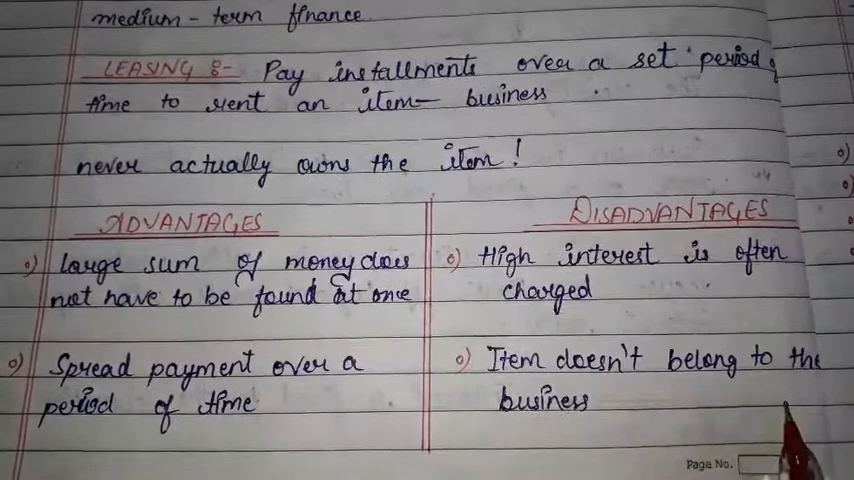 medium - term finance
LEASING :- Pay installments over a set period of
time to rent an item - business
never actually owns the item!
ADVANTAGES
o) large sum of money does
not have to be found at once
o) Spread payment over a
period of time
DISADVANTAGES
o) High interest is often
charged
o) Item doesn't belong to the
business
Page No.